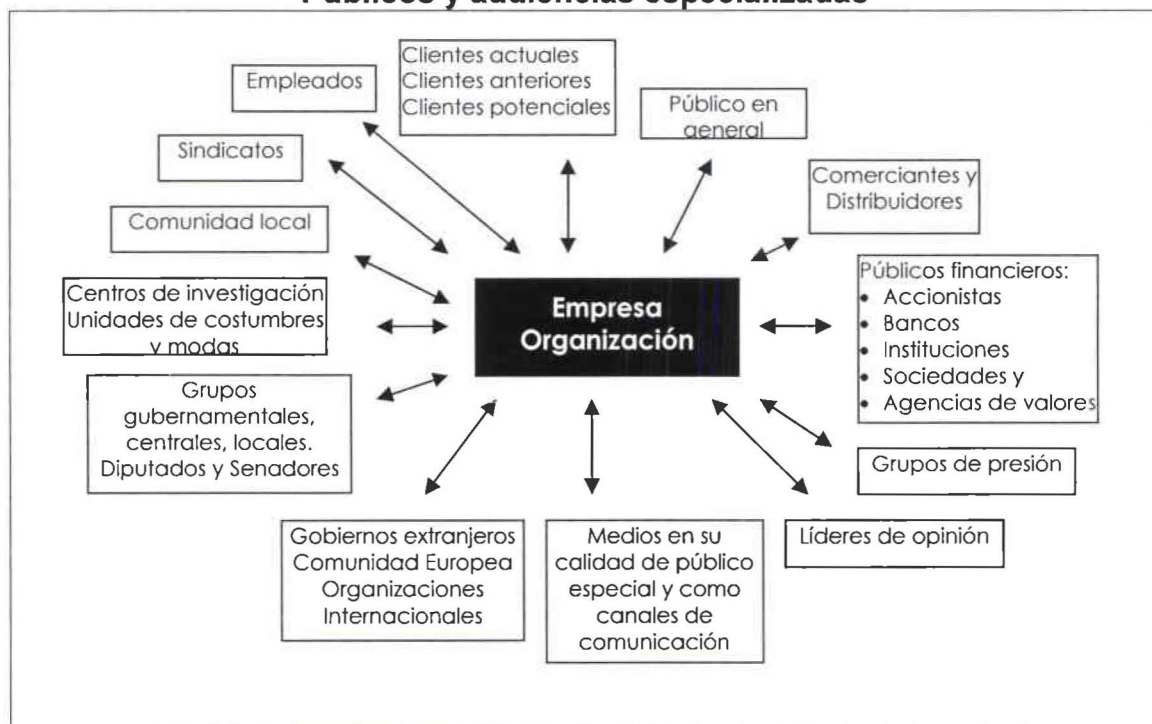 Públicos y audiencias especializadas
Empleados
Clientes actuales
Clientes anteriores
Clientes potenciales
Público en
general
Sindicatos
Comerciantes y
Distribuidores
Comunidad local
Centros de investigación
Unidades de costumbres
y modas
Empresa
Organización
Públicos financieros:
• Accionistas
• Bancos
• Instituciones
• Sociedades y
• Agencias de valores
Grupos
gubernamentales,
centrales, locales.
Diputados y Senadores
Grupos de presión
Gobiernos extranjeros
Comunidad Europea
Organizaciones
Internacionales
Medios en su
calidad de público
especial y como
canales de
comunicación
Líderes de opinión